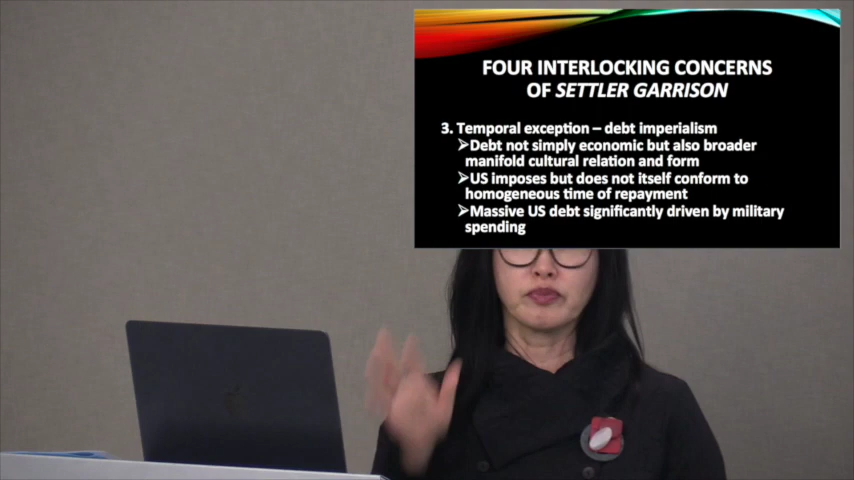 FOUR INTERLOCKING CONCERNS
OF SETTLER GARRISON
3. Temporal exception – debt imperialism
➢Debt not simply economic but also broader
manifold cultural relation and form
➢US imposes but does not itself conform to
homogeneous time of repayment
➢Massive US debt significantly driven by military
spending